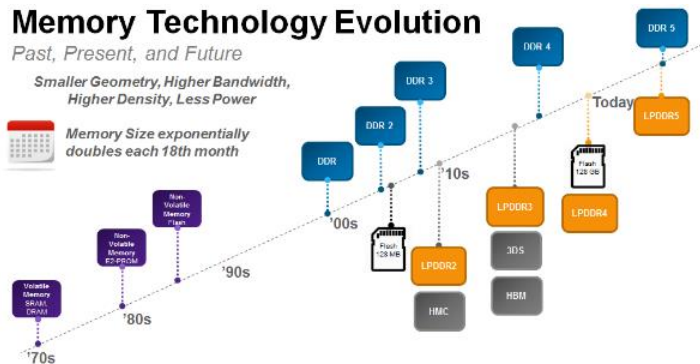 Memory Technology Evolution
Past, Present, and Future
Smaller Geometry, Higher Bandwidth,
Higher Density, Less Power
Memory Size exponentially
doubles each 18th month
DDR 5
DDR 4
DDR 3
DDR 2
DDR
Today
LPDDR5
Flash
128 GB
LPDDR4
'10s
LPDDR3
3DS
HBM
'00s
Flash
128 MB
LPDDR2
HMC
Non-
Volatile
Memory
Flash
'90s
Non-
Volatile
Memory
E2-PROM
'80s
Volatile
Memory
SRAM,
DRAM
'70s